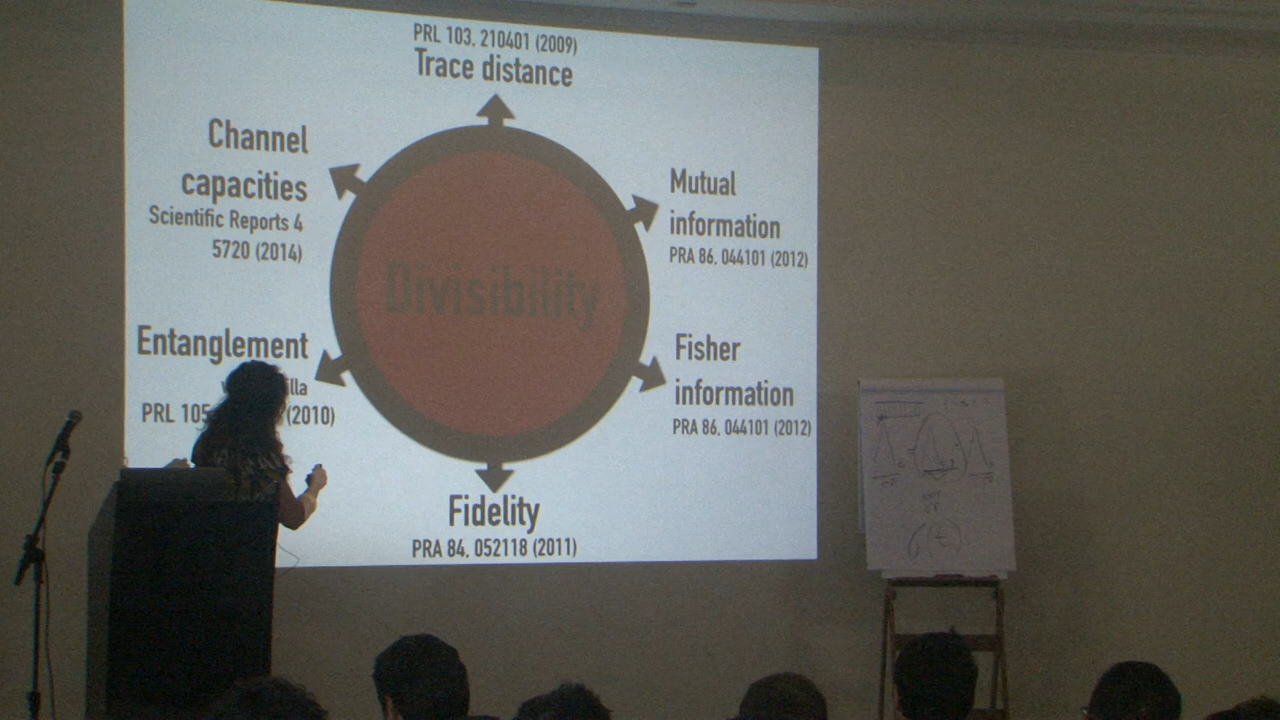 PRL 103, 210401 (2009)
Trace distance
Channel
capacities
Scientific Reports 4
5720 (2014)
Mutual
information
PRA 86, 044101 (2012)
Divisibility
Entanglement
PRL 105 (2010)
Fisher
information
PRA 86, 044101 (2012)
Fidelity
PRA 84, 052118 (2011)